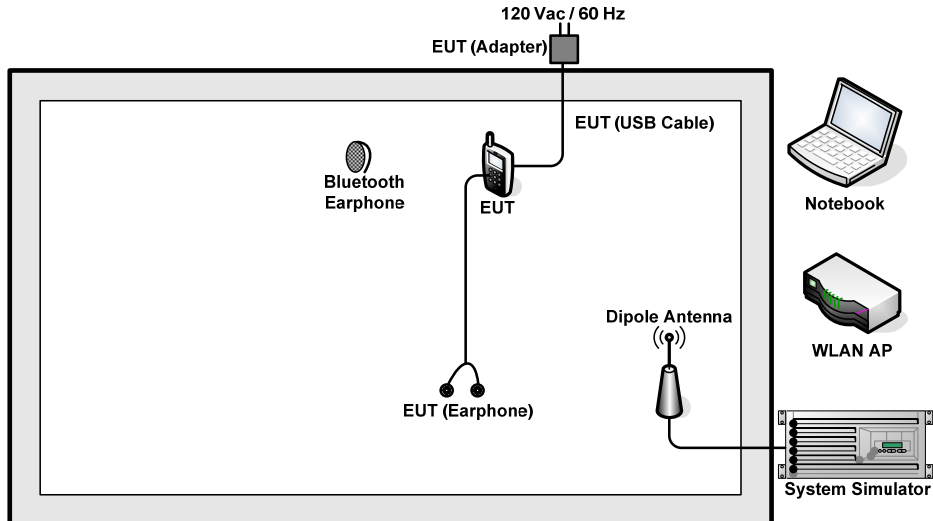 120 Vac / 60 Hz
EUT (Adapter)
EUT (USB Cable)
Bluetooth
Earphone
EUT
Notebook
Dipole Antenna
WLAN AP
EUT (Earphone)
System Simulator